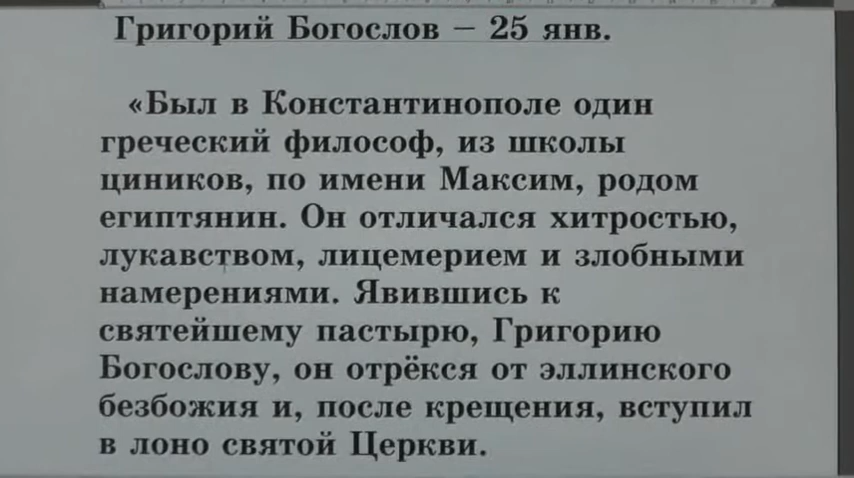 Григорий Богослов – 25 янв.
«Был в Константинополе один
греческий философ, из школы
циников, по имени Максим, родом
египтянин. Он отличался хитростью,
лукавством, лицемерием и злобными
намерениями. Явившись к
святейшему пастырю, Григорию
Богослову, он отрёкся от эллинского
безбожия и, после крещения, вступил
в лоно святой Церкви.